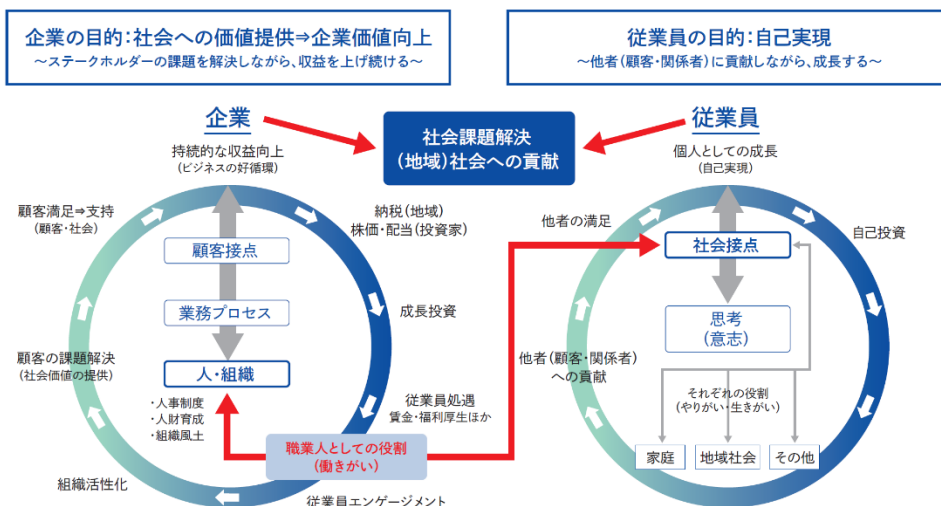 企業の目的：社会への価値提供⇒企業価値向上
～ステークホルダーの課題を解決しながら、収益を上げ続ける～
従業員の目的：自己実現
～他者（顧客・関係者）に貢献しながら、成長する～
企業
持続的な収益向上
（ビジネスの好循環）
社会課題解決
（地域）社会への貢献
従業員
個人としての成長
（自己実現）
顧客満足⇒支持
（顧客・社会）
納税（地域）
株価・配当（投資家）
顧客接点
業務プロセス
成長投資
顧客の課題解決
（社会価値の提供）
人・組織
・人事制度
・人財育成
・組織風土
従業員処遇
賃金・福利厚生ほか
職業人としての役割
（働きがい）
組織活性化
従業員エンゲージメント
他者の満足
社会接点
自己投資
思考
（意志）
他者（顧客・関係者）
への貢献
それぞれの役割
（やりがい・生きがい）
家庭
地域社会
その他